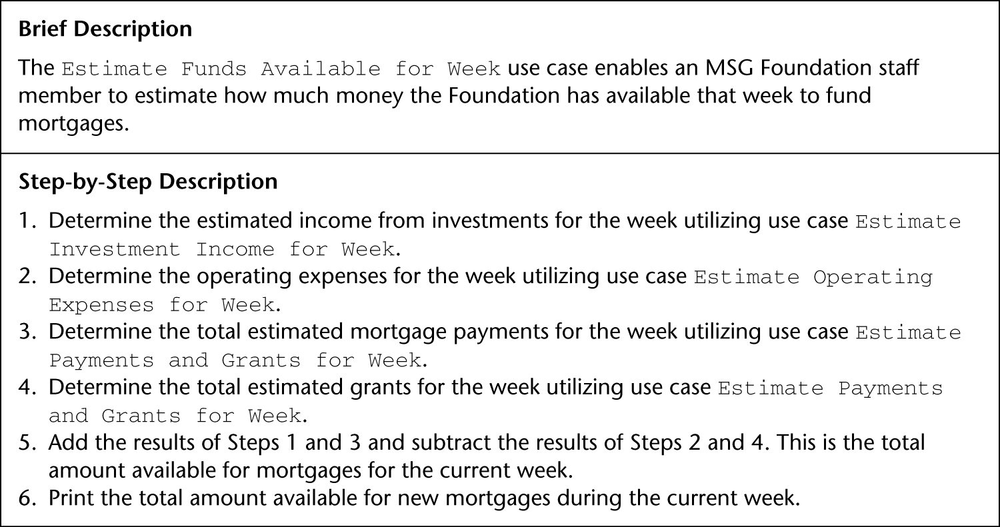 Brief Description
The Estimate Funds Available for Week use case enables an MSG Foundation staff
member to estimate how much money the Foundation has available that week to fund
mortgages.
Step-by-Step Description
1. Determine the estimated income from investments for the week utilizing use case Estimate
Investment Income for Week.
2. Determine the operating expenses for the week utilizing use case Estimate Operating
Expenses for Week.
3. Determine the total estimated mortgage payments for the week utilizing use case Estimate
Payments and Grants for Week.
4. Determine the total estimated grants for the week utilizing use case Estimate Payments
and Grants for Week.
5. Add the results of Steps 1 and 3 and subtract the results of Steps 2 and 4. This is the total
amount available for mortgages for the current week.
6. Print the total amount available for new mortgages during the current week.